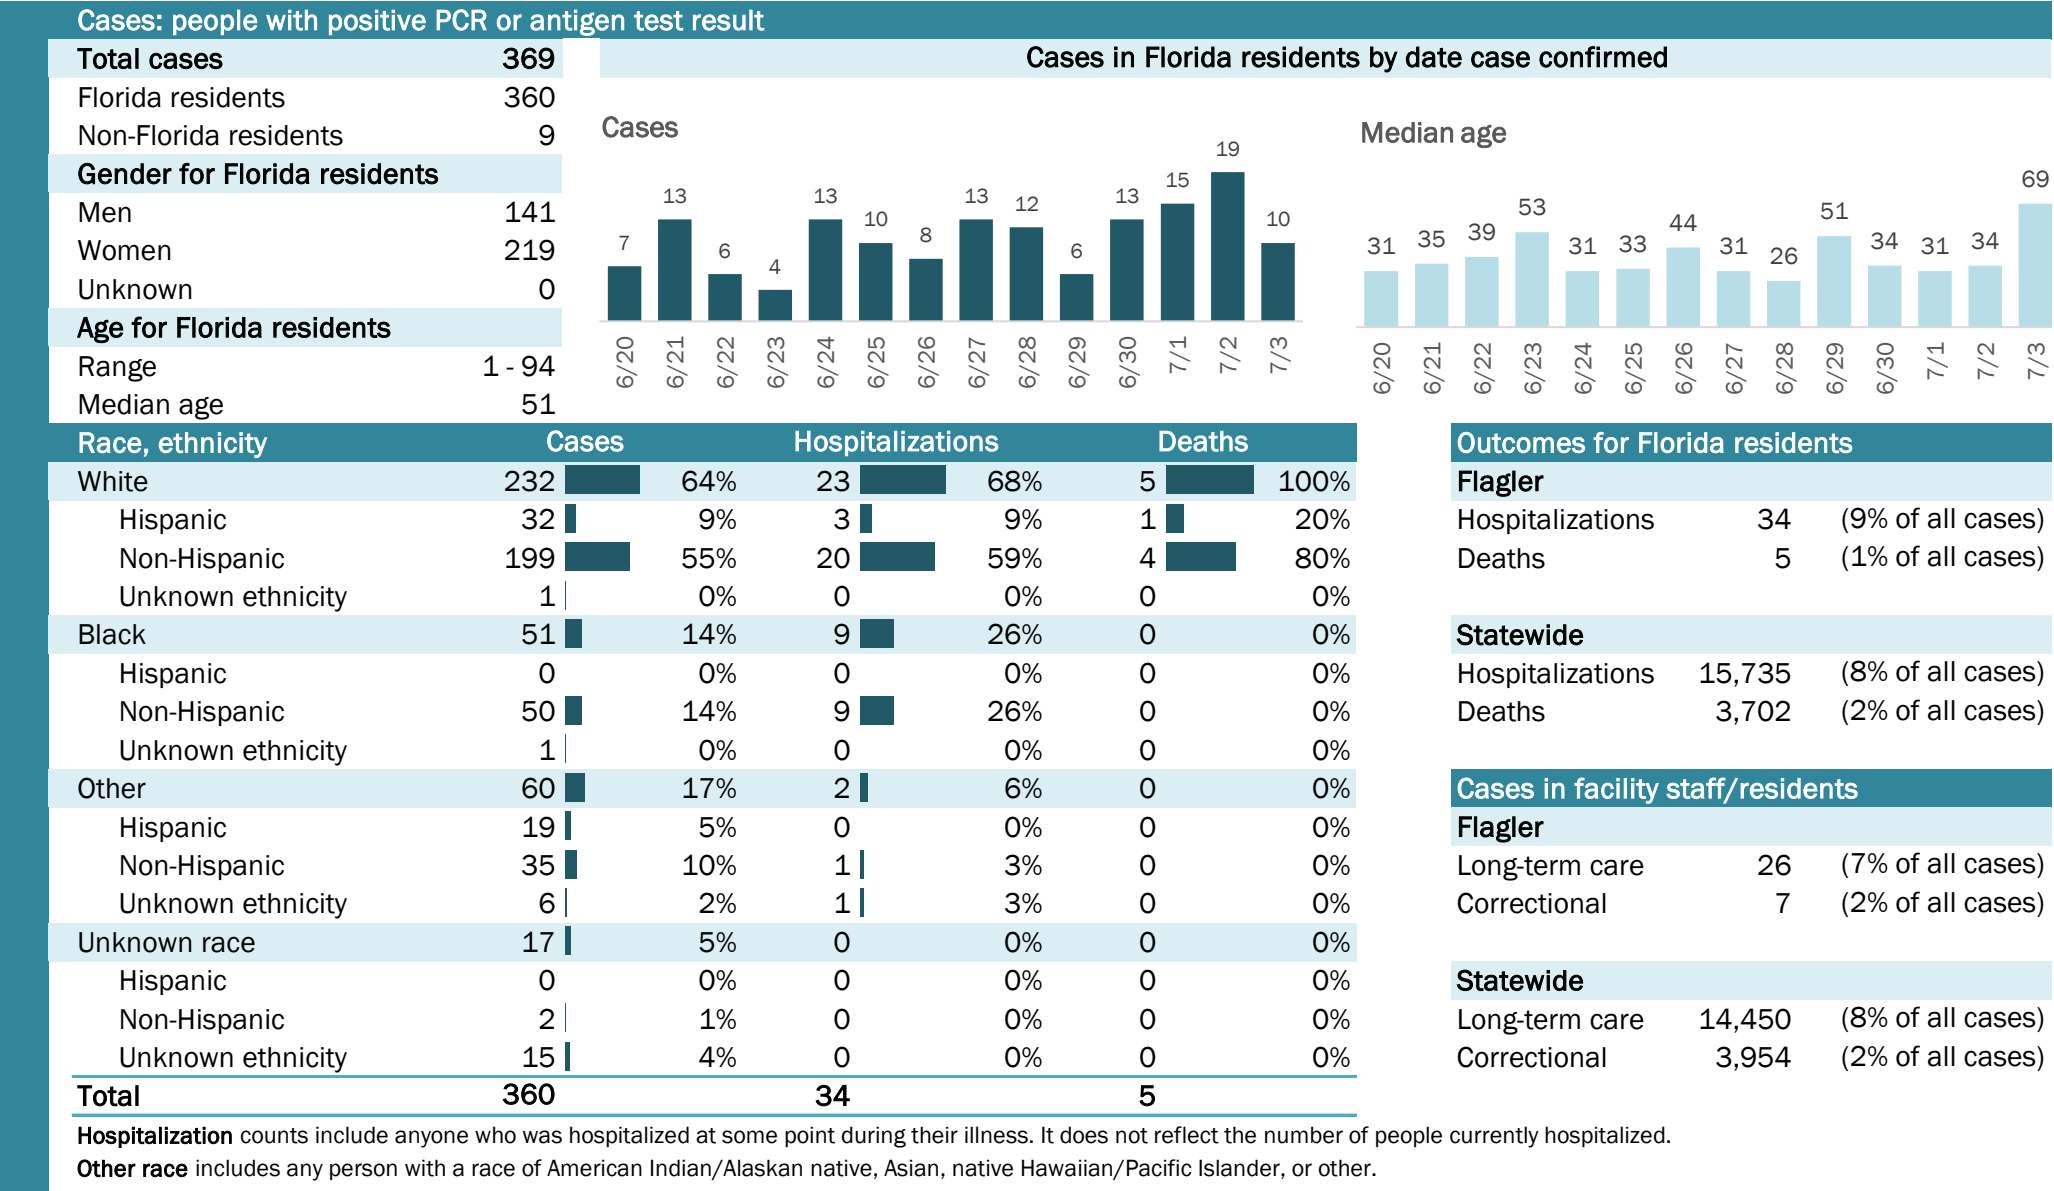 Cases: people with positive PCR or antigen test result
Total cases 369
Florida residents 360
Non-Florida residents 9
Gender for Florida residents
Men 141
Women 219
Unknown 0
Age for Florida residents
Range 1 - 94
Median age 51
Cases in Florida residents by date case confirmed
Cases
7 13 6 4 13 10 8 13 12 6 13 15 19 10
6/20 6/21 6/22 6/23 6/24 6/25 6/26 6/27 6/28 6/29 6/30 7/1 7/2 7/3
Median age
31 35 39 53 31 33 44 31 26 51 34 31 34 69
6/20 6/21 6/22 6/23 6/24 6/25 6/26 6/27 6/28 6/29 6/30 7/1 7/2 7/3
Race, ethnicity Cases Hospitalizations Deaths
White 232 64% 23 68% 5 100%
Hispanic 32 9% 3 9% 1 20%
Non-Hispanic 199 55% 20 59% 4 80%
Unknown ethnicity 1 0% 0 0% 0 0%
Black 51 14% 9 26% 0 0%
Hispanic 0 0% 0 0% 0 0%
Non-Hispanic 50 14% 9 26% 0 0%
Unknown ethnicity 1 0% 0 0% 0 0%
Other 60 17% 2 6% 0 0%
Hispanic 19 5% 0 0% 0 0%
Non-Hispanic 35 10% 1 3% 0 0%
Unknown ethnicity 6 2% 1 3% 0 0%
Unknown race 17 5% 0 0% 0 0%
Hispanic 0 0% 0 0% 0 0%
Non-Hispanic 2 1% 0 0% 0 0%
Unknown ethnicity 15 4% 0 0% 0 0%
Total 360 34 5
Outcomes for Florida residents
Flagler
Hospitalizations 34 (9% of all cases)
Deaths 5 (1% of all cases)
Statewide
Hospitalizations 15,735 (8% of all cases)
Deaths 3,702 (2% of all cases)
Cases in facility staff/residents
Flagler
Long-term care 26 (7% of all cases)
Correctional 7 (2% of all cases)
Statewide
Long-term care 14,450 (8% of all cases)
Correctional 3,954 (2% of all cases)
Hospitalization counts include anyone who was hospitalized at some point during their illness. It does not reflect the number of people currently hospitalized.
Other race includes any person with a race of American Indian/Alaskan native, Asian, native Hawaiian/Pacific Islander, or other.